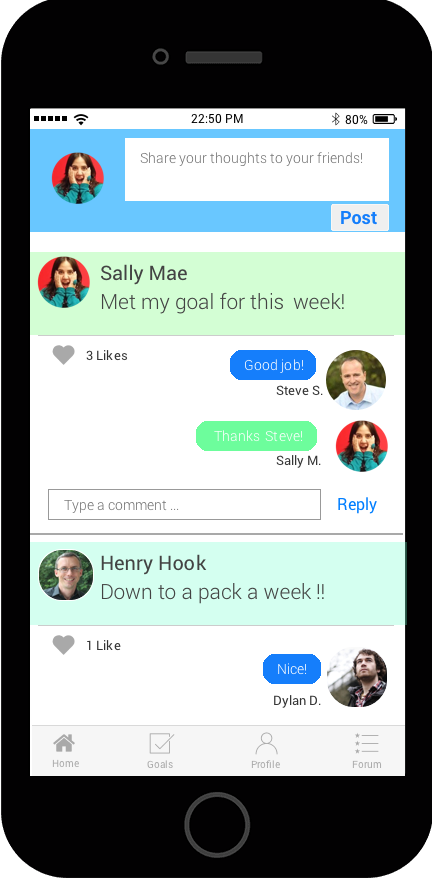 22:50 PM 80%
Share your thoughts to your friends!
Post
Sally Mae
Met my goal for this  week!
3 Likes
Good job!
Steve S.
Thanks Steve!
Sally M.
Type a comment ...
Reply
Henry Hook
Down to a pack a week !!
1 Like
Nice!
Dylan D.
Home Goals Profile Forum